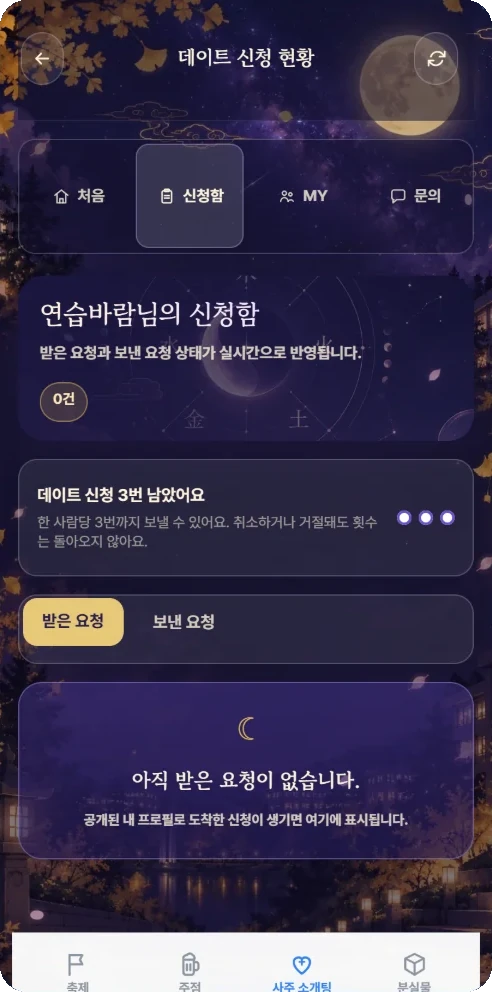 데이트 신청 현황
처음
신청함
MY
문의
연습바람님의 신청함
받은 요청과 보낸 요청 상태가 실시간으로 반영됩니다.
0건
水
火
金
土
데이트 신청 3번 남았어요
한 사람당 3번까지 보낼 수 있어요. 취소하거나 거절돼도 횟수
는 돌아오지 않아요.
받은 요청
보낸 요청
아직 받은 요청이 없습니다.
공개된 내 프로필로 도착한 신청이 생기면 여기에 표시됩니다.
축제
주점
사주 소개팅
분실물